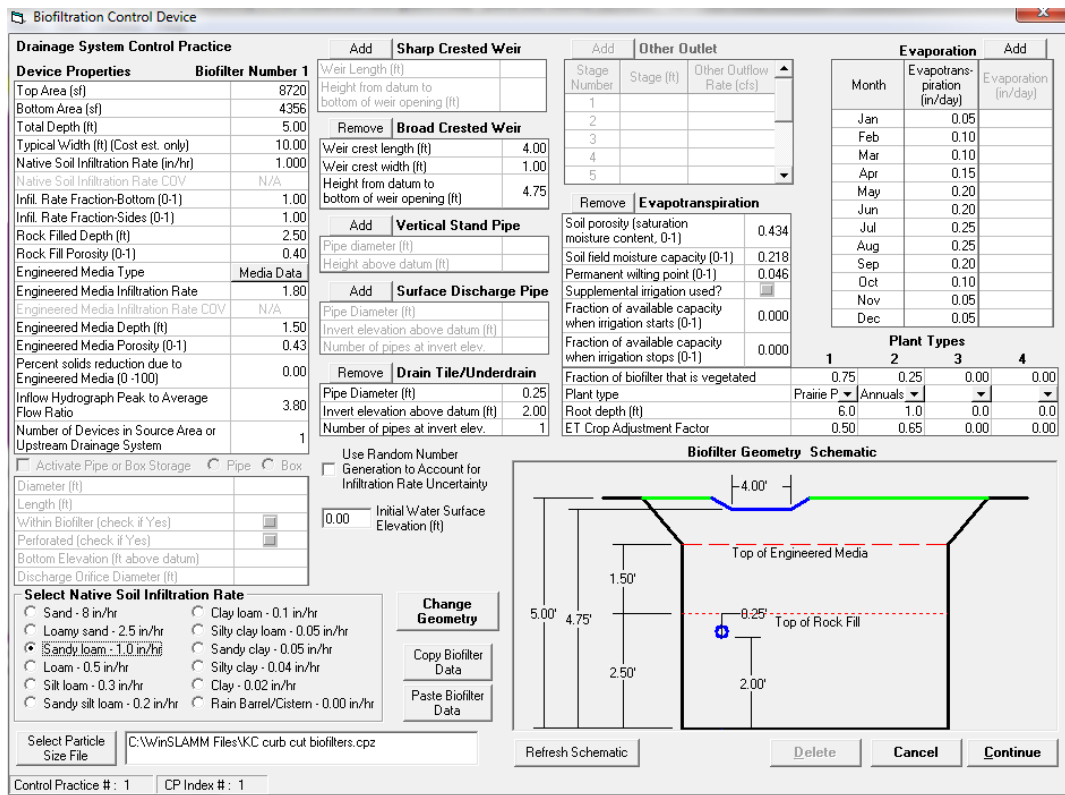 Biofiltration Control Device
Drainage System Control Practice
Device Properties Biofilter Number 1
Top Area (sf) 8720
Bottom Area (sf) 4356
Total Depth (ft) 5.00
Typical Width (ft) (Cost est. only) 10.00
Native Soil Infiltration Rate (in/hr) 1.000
Native Soil Infiltration Rate COV N/A
Infil. Rate Fraction-Bottom (0-1) 1.00
Infil. Rate Fraction-Sides (0-1) 1.00
Rock Filled Depth (ft) 2.50
Rock Fill Porosity (0-1) 0.40
Engineered Media Type Media Data
Engineered Media Infiltration Rate 1.80
Engineered Media Infiltration Rate COV N/A
Engineered Media Depth (ft) 1.50
Engineered Media Porosity (0-1) 0.43
Percent solids reduction due to
Engineered Media (0 -100) 0.00
Inflow Hydrograph Peak to Average
Flow Ratio 3.80
Number of Devices in Source Area or
Upstream Drainage System 1
Activate Pipe or Box Storage Pipe Box
Diameter (ft)
Length (ft)
Within Biofilter (check if Yes)
Perforated (check if Yes)
Bottom Elevation (ft above datum)
Discharge Orifice Diameter (ft)
Select Native Soil Infiltration Rate
Sand - 8 in/hr Clay loam - 0.1 in/hr
Loamy sand - 2.5 in/hr Silty clay loam - 0.05 in/hr
Sandy loam - 1.0 in/hr Sandy clay - 0.05 in/hr
Loam - 0.5 in/hr Silty clay - 0.04 in/hr
Silt loam - 0.3 in/hr Clay - 0.02 in/hr
Sandy silt loam - 0.2 in/hr Rain Barrel/Cistern - 0.00 in/hr
Select Particle
Size File
C:\WinSLAMM Files\KC curb cut biofilters.cpz
Control Practice # : 1 CP Index # : 1
Add Sharp Crested Weir
Weir Length (ft)
Height from datum to
bottom of weir opening (ft)
Remove Broad Crested Weir
Weir crest length (ft) 4.00
Weir crest width (ft) 1.00
Height from datum to
bottom of weir opening (ft) 4.75
Add Vertical Stand Pipe
Pipe diameter (ft)
Height above datum (ft)
Add Surface Discharge Pipe
Pipe Diameter (ft)
Invert elevation above datum (ft)
Number of pipes at invert elev.
Remove Drain Tile/Underdrain
Pipe Diameter (ft) 0.25
Invert elevation above datum (ft) 2.00
Number of pipes at invert elev. 1
Use Random Number
Generation to Account for
Infiltration Rate Uncertainty
0.00 Initial Water Surface
Elevation (ft)
Change
Geometry
Copy Biofilter
Data
Paste Biofilter
Data
Add Other Outlet
Stage
Number Stage (ft) Other Outflow
Rate (cfs)
1
2
3
4
5
Remove Evapotranspiration
Soil porosity (saturation
moisture content, 0-1) 0.434
Soil field moisture capacity (0-1) 0.218
Permanent wilting point (0-1) 0.046
Supplemental irrigation used?
Fraction of available capacity
when irrigation starts (0-1) 0.000
Fraction of available capacity
when irrigation stops (0-1) 0.000
Fraction of biofilter that is vegetated 0.75 0.25 0.00 0.00
Plant type Prairie P Annuals
Root depth (ft) 6.0 1.0 0.0 0.0
ET Crop Adjustment Factor 0.50 0.65 0.00 0.00
Evaporation Add
Month Evapotrans-
piration
(in/day) Evaporation
(in/day)
Jan 0.05
Feb 0.10
Mar 0.10
Apr 0.15
May 0.20
Jun 0.20
Jul 0.25
Aug 0.25
Sep 0.20
Oct 0.10
Nov 0.05
Dec 0.05
Plant Types
1 2 3 4
Biofilter Geometry Schematic
4.00'
Top of Engineered Media
1.50'
5.00' 4.75'
0.25'
Top of Rock Fill
2.50'
2.00'
Refresh Schematic Delete Cancel Continue